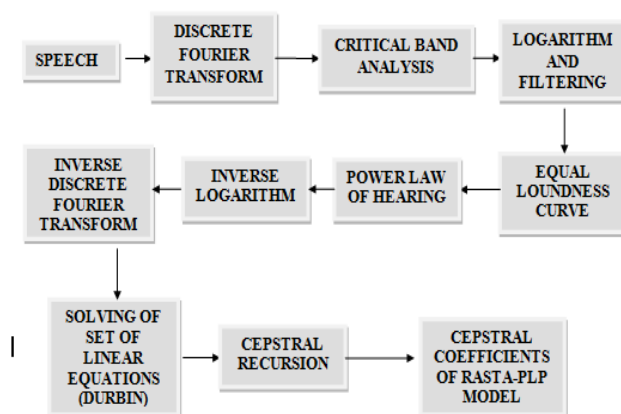 SPEECH
DISCRETE
FOURIER
TRANSFORM
CRITICAL BAND
ANALYSIS
LOGARITHM
AND
FILTERING
EQUAL
LOUNDNESS
CURVE
POWER LAW
OF HEARING
INVERSE
LOGARITHM
INVERSE
DISCRETE
FOURIER
TRANSFORM
SOLVING OF
SET OF
LINEAR
EQUATIONS
(DURBIN)
CEPSTRAL
RECURSION
CEPSTRAL
COEFFICIENTS
OF RASTA-PLP
MODEL